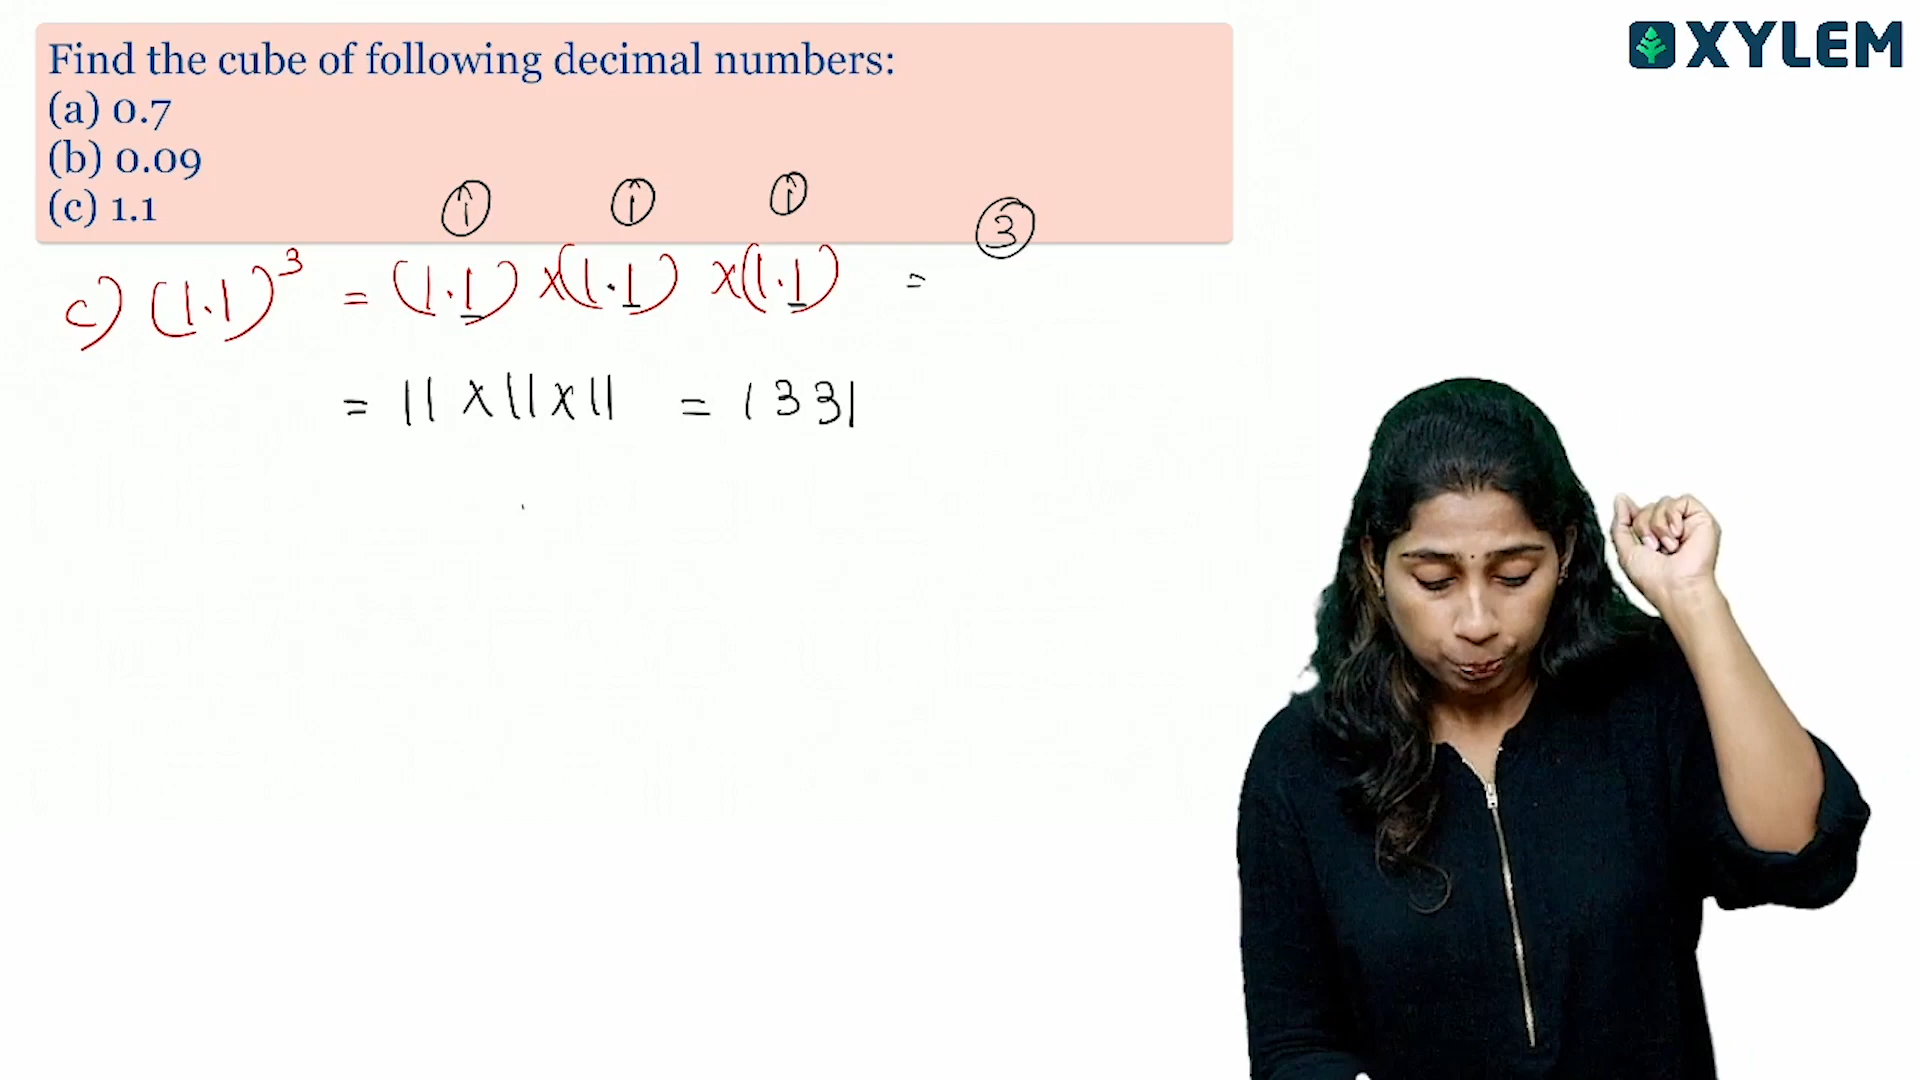 XYLEM
Find the cube of following decimal numbers:
(a) 0.7
(b) 0.09
(c) 1.1
1 1 1 3
c) (1.1)³ = (1.1) x (1.1) x (1.1) =
= 11 x 11 x 11 = 1331